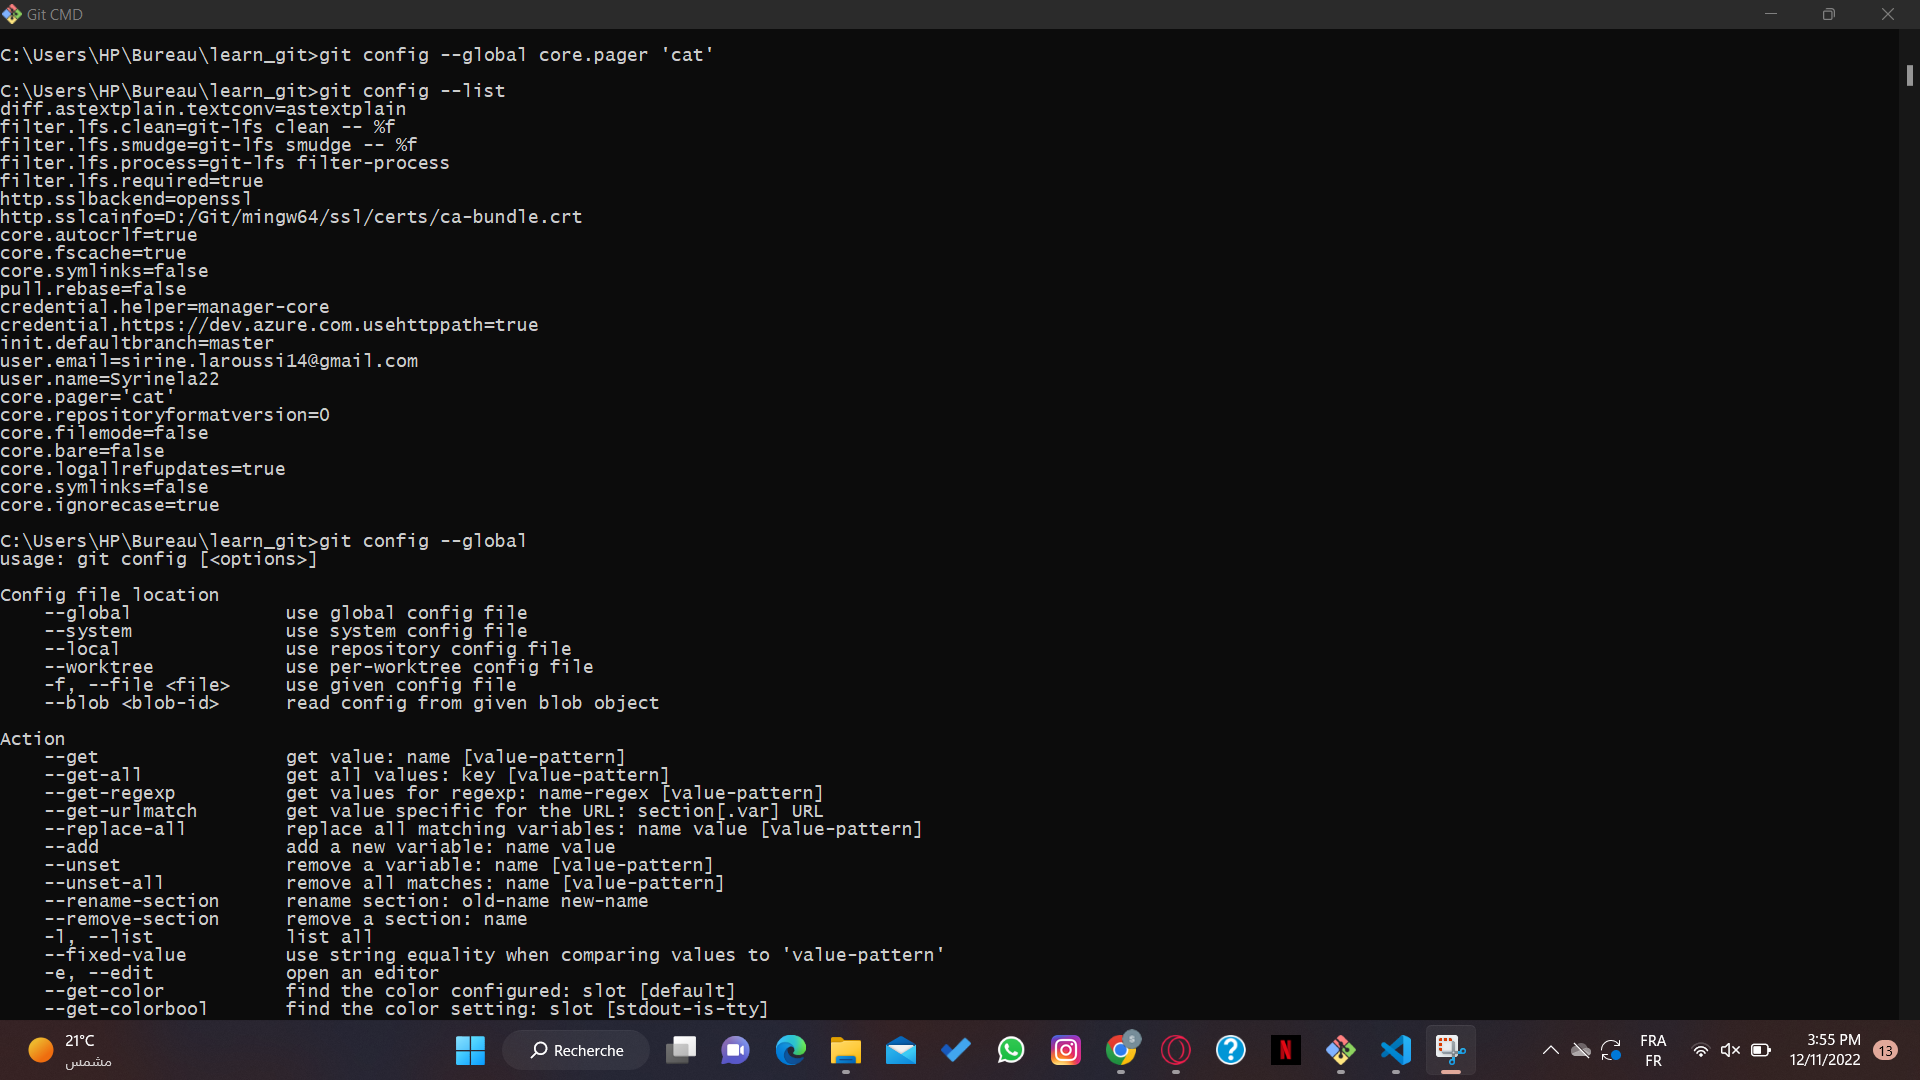 Git CMD
C:\Users\HP\Bureau\learn_git>git config --global core.pager 'cat'
C:\Users\HP\Bureau\learn_git>git config --list
diff.astextplain.textconv=astextplain
filter.lfs.clean=git-lfs clean -- %f
filter.lfs.smudge=git-lfs smudge -- %f
filter.lfs.process=git-lfs filter-process
filter.lfs.required=true
http.sslbackend=openssl
http.sslcainfo=D:/Git/mingw64/ssl/certs/ca-bundle.crt
core.autocrlf=true
core.fscache=true
core.symlinks=false
pull.rebase=false
credential.helper=manager-core
credential.https://dev.azure.com.usehttppath=true
init.defaultbranch=master
user.email=sirine.laroussi14@gmail.com
user.name=Syrinela22
core.pager='cat'
core.repositoryformatversion=0
core.filemode=false
core.bare=false
core.logallrefupdates=true
core.symlinks=false
core.ignorecase=true
C:\Users\HP\Bureau\learn_git>git config --global
usage: git config [<options>]
Config file location
--global use global config file
--system use system config file
--local use repository config file
--worktree use per-worktree config file
-f, --file <file> use given config file
--blob <blob-id> read config from given blob object
Action
--get get value: name [value-pattern]
--get-all get all values: key [value-pattern]
--get-regexp get values for regexp: name-regex [value-pattern]
--get-urlmatch get value specific for the URL: section[.var] URL
--replace-all replace all matching variables: name value [value-pattern]
--add add a new variable: name value
--unset remove a variable: name [value-pattern]
--unset-all remove all matches: name [value-pattern]
--rename-section rename section: old-name new-name
--remove-section remove a section: name
-l, --list list all
--fixed-value use string equality when comparing values to 'value-pattern'
-e, --edit open an editor
--get-color find the color configured: slot [default]
--get-colorbool find the color setting: slot [stdout-is-tty]
21°C
مشمس
Recherche
S
N
FRA
FR
3:55 PM
12/11/2022
13